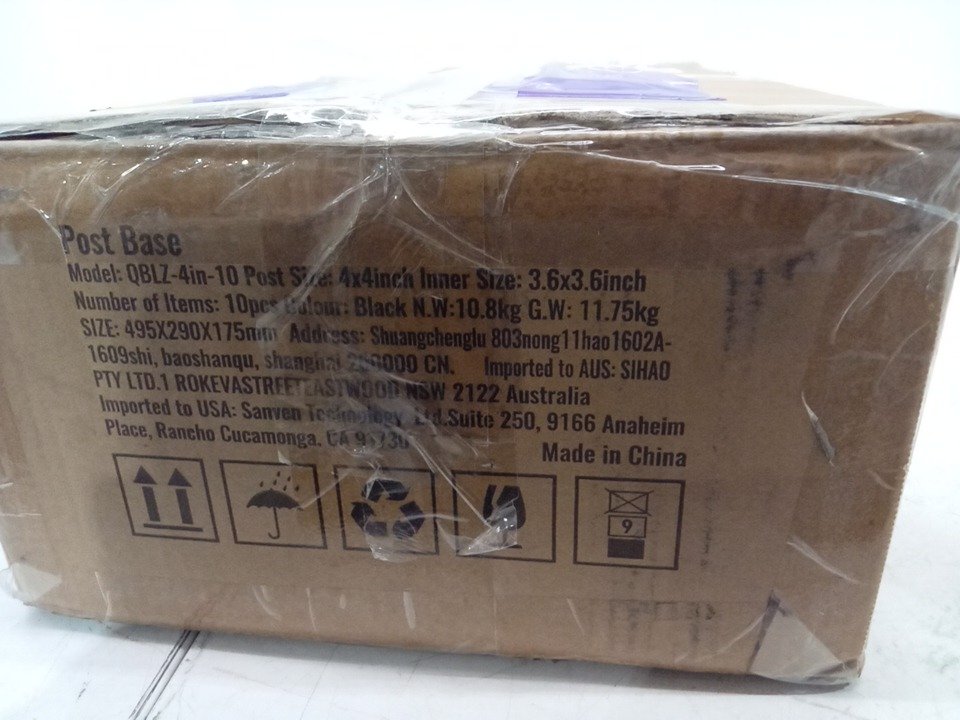 Post Base
Model: QBLZ-4in-10 Post Size: 4x4inch Inner Size: 3.6x3.6inch
Number of Items: 10pcs Colour: Black N.W:10.8kg G.W: 11.75kg
SIZE: 495X290X175mm Address: Shuangchenglu 803nong11hao1602A-
1609shi, baoshanqu, shanghai 200000 CN. Imported to AUS: SIHAO
PTY LTD.1 ROKEVASTREETEASTWOOD NSW 2122 Australia
Imported to USA: Sanven Technology Ltd.Suite 250, 9166 Anaheim
Place, Rancho Cucamonga, CA 91730
Made in China
9